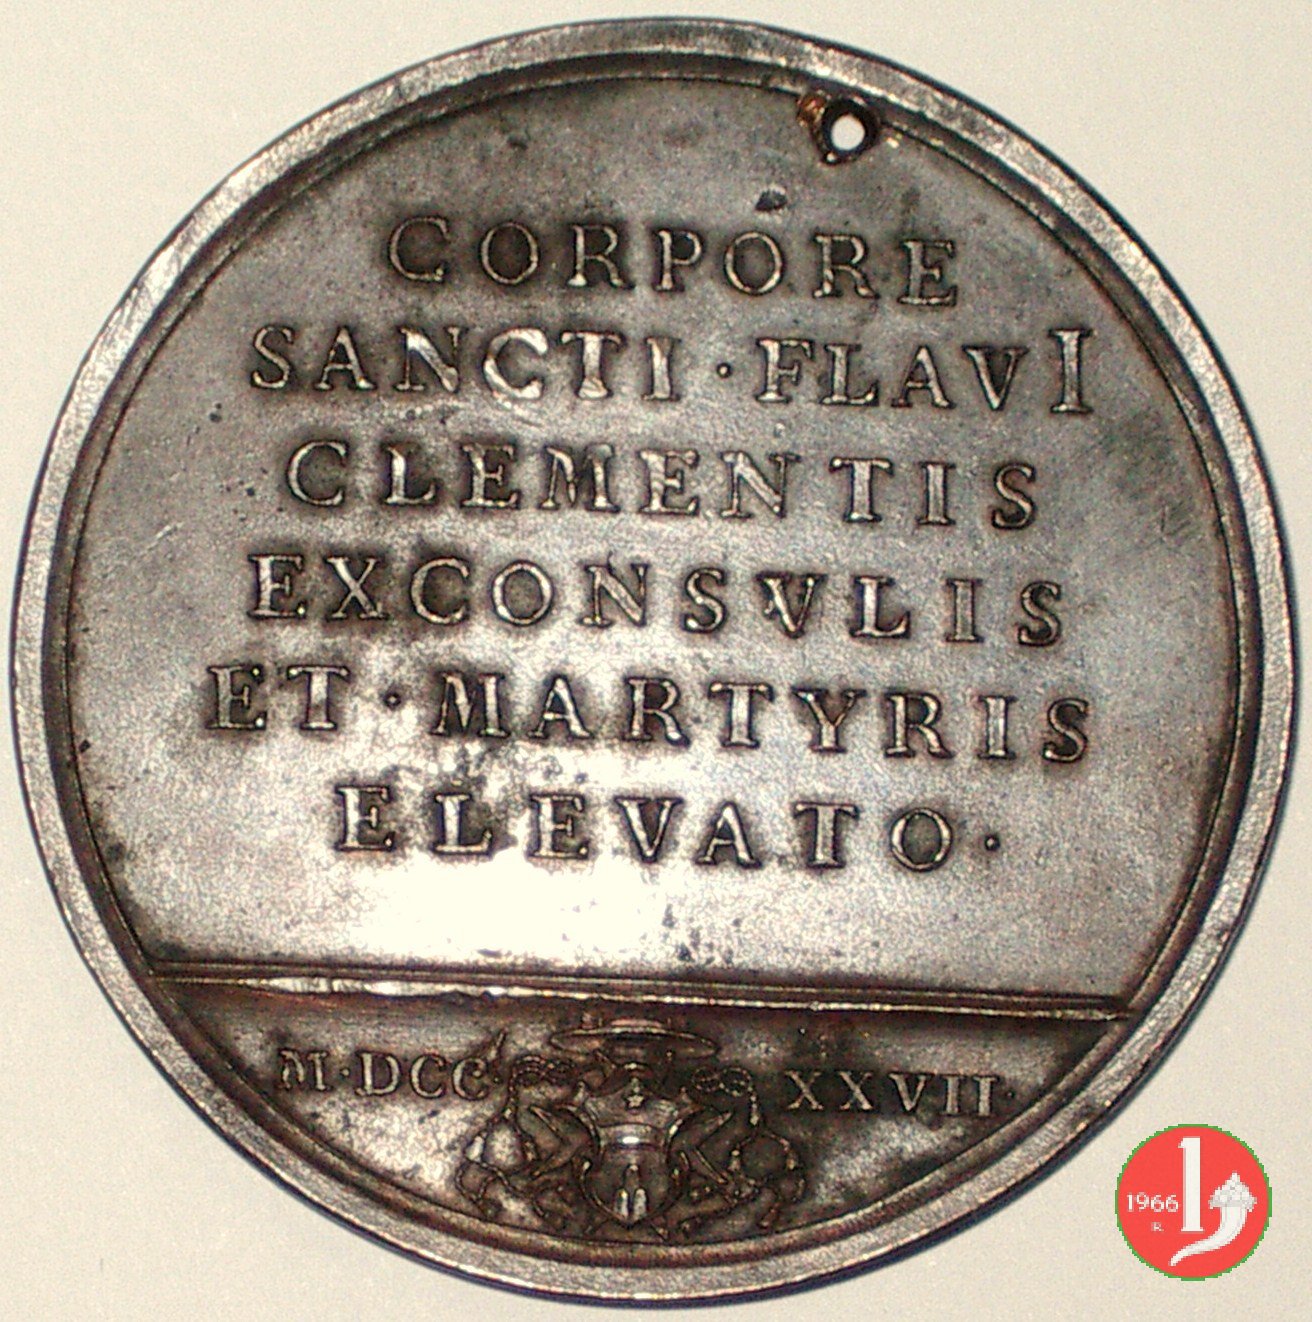 CORPORE
SANCTI · FLAVI
CLEMENTIS
EXCONSVLIS
ET · MARTYRIS
ELEVATO ·
M · DCC · XXVII ·
1966
R.